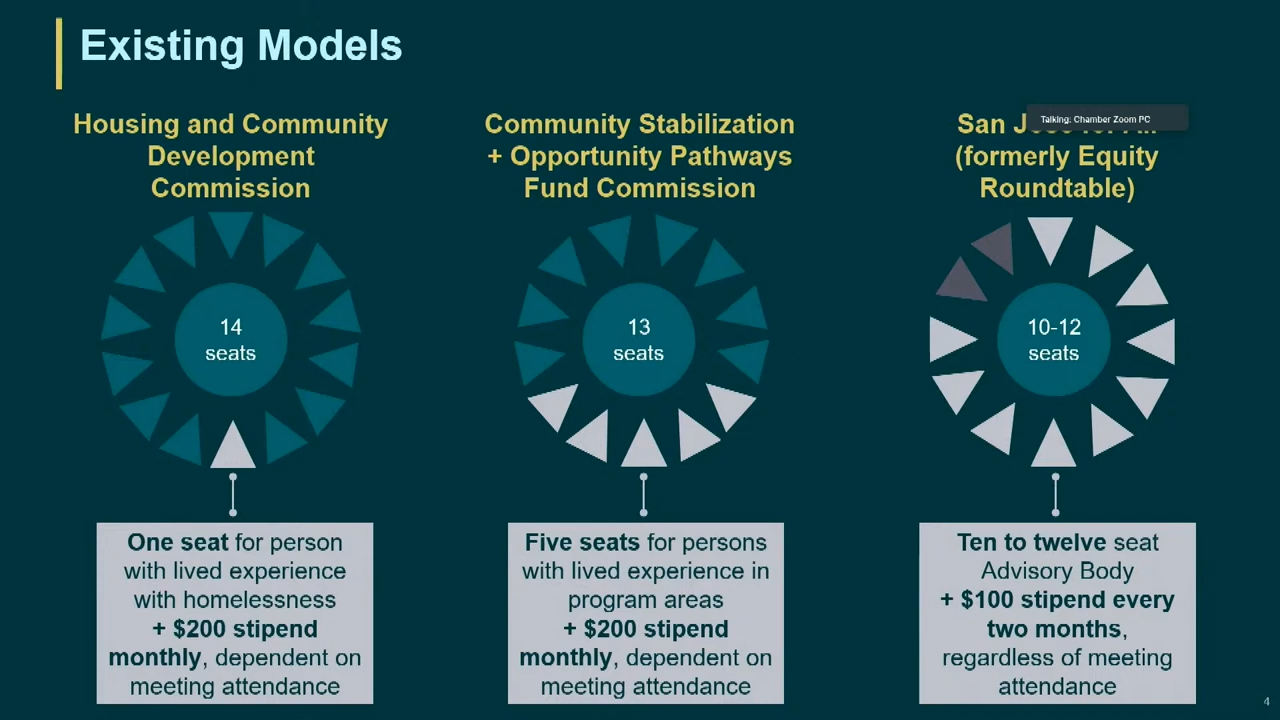 Existing Models
Housing and Community
Development
Commission
14
seats
One seat for person
with lived experience
with homelessness
+ $200 stipend
monthly, dependent on
meeting attendance
Community Stabilization
+ Opportunity Pathways
Fund Commission
13
seats
Five seats for persons
with lived experience in
program areas
+ $200 stipend
monthly, dependent on
meeting attendance
Talking: Chamber Zoom PC
San Jose for All
(formerly Equity
Roundtable)
10-12
seats
Ten to twelve seat
Advisory Body
+ $100 stipend every
two months,
regardless of meeting
attendance
4